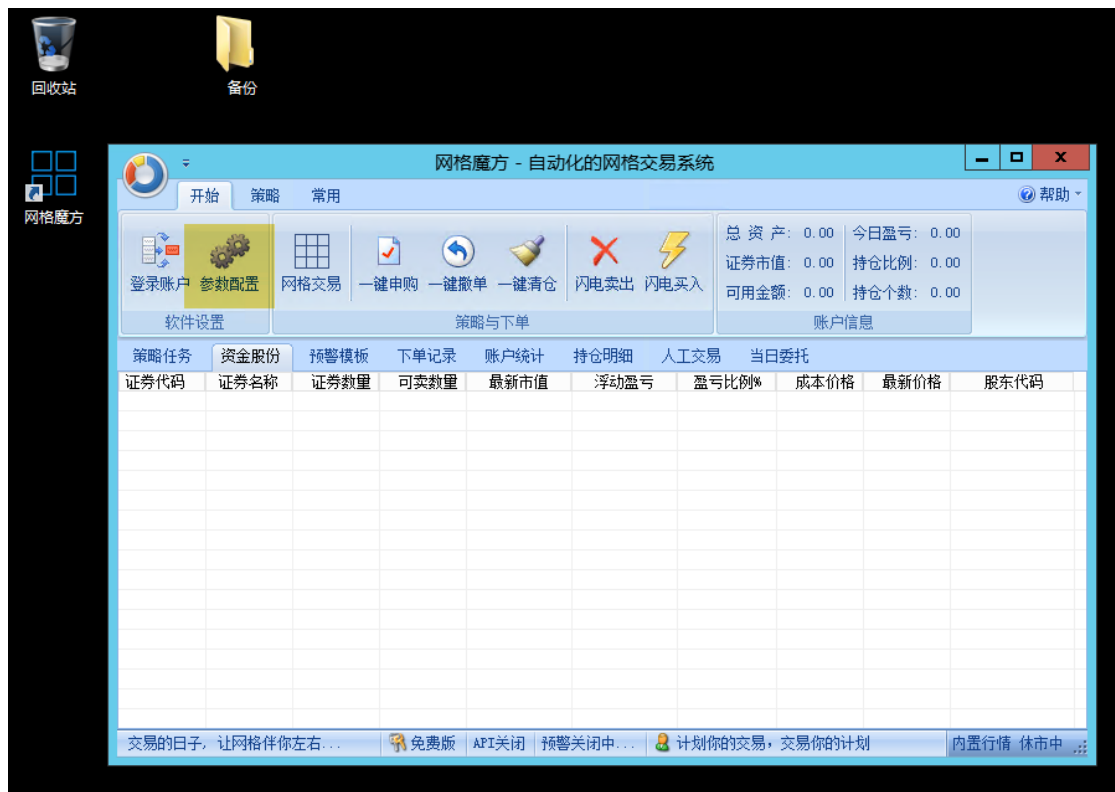 回收站
备份
网格魔方
网格魔方 - 自动化的网格交易系统
开始 策略 常用 帮助
登录账户 参数配置 网格交易 一键申购 一键撤单 一键清仓 闪电卖出 闪电买入
总 资 产: 0.00 今日盈亏: 0.00
证券市值: 0.00 持仓比例: 0.00
可用金额: 0.00 持仓个数: 0.00
软件设置 策略与下单 账户信息
策略任务 资金股份 预警模板 下单记录 账户统计 持仓明细 人工交易 当日委托
证券代码 证券名称 证券数量 可卖数量 最新市值 浮动盈亏 盈亏比例% 成本价格 最新价格 股东代码
交易的日子，让网格伴你左右... 免费版 API关闭 预警关闭中... 计划你的交易，交易你的计划 内置行情 休市中